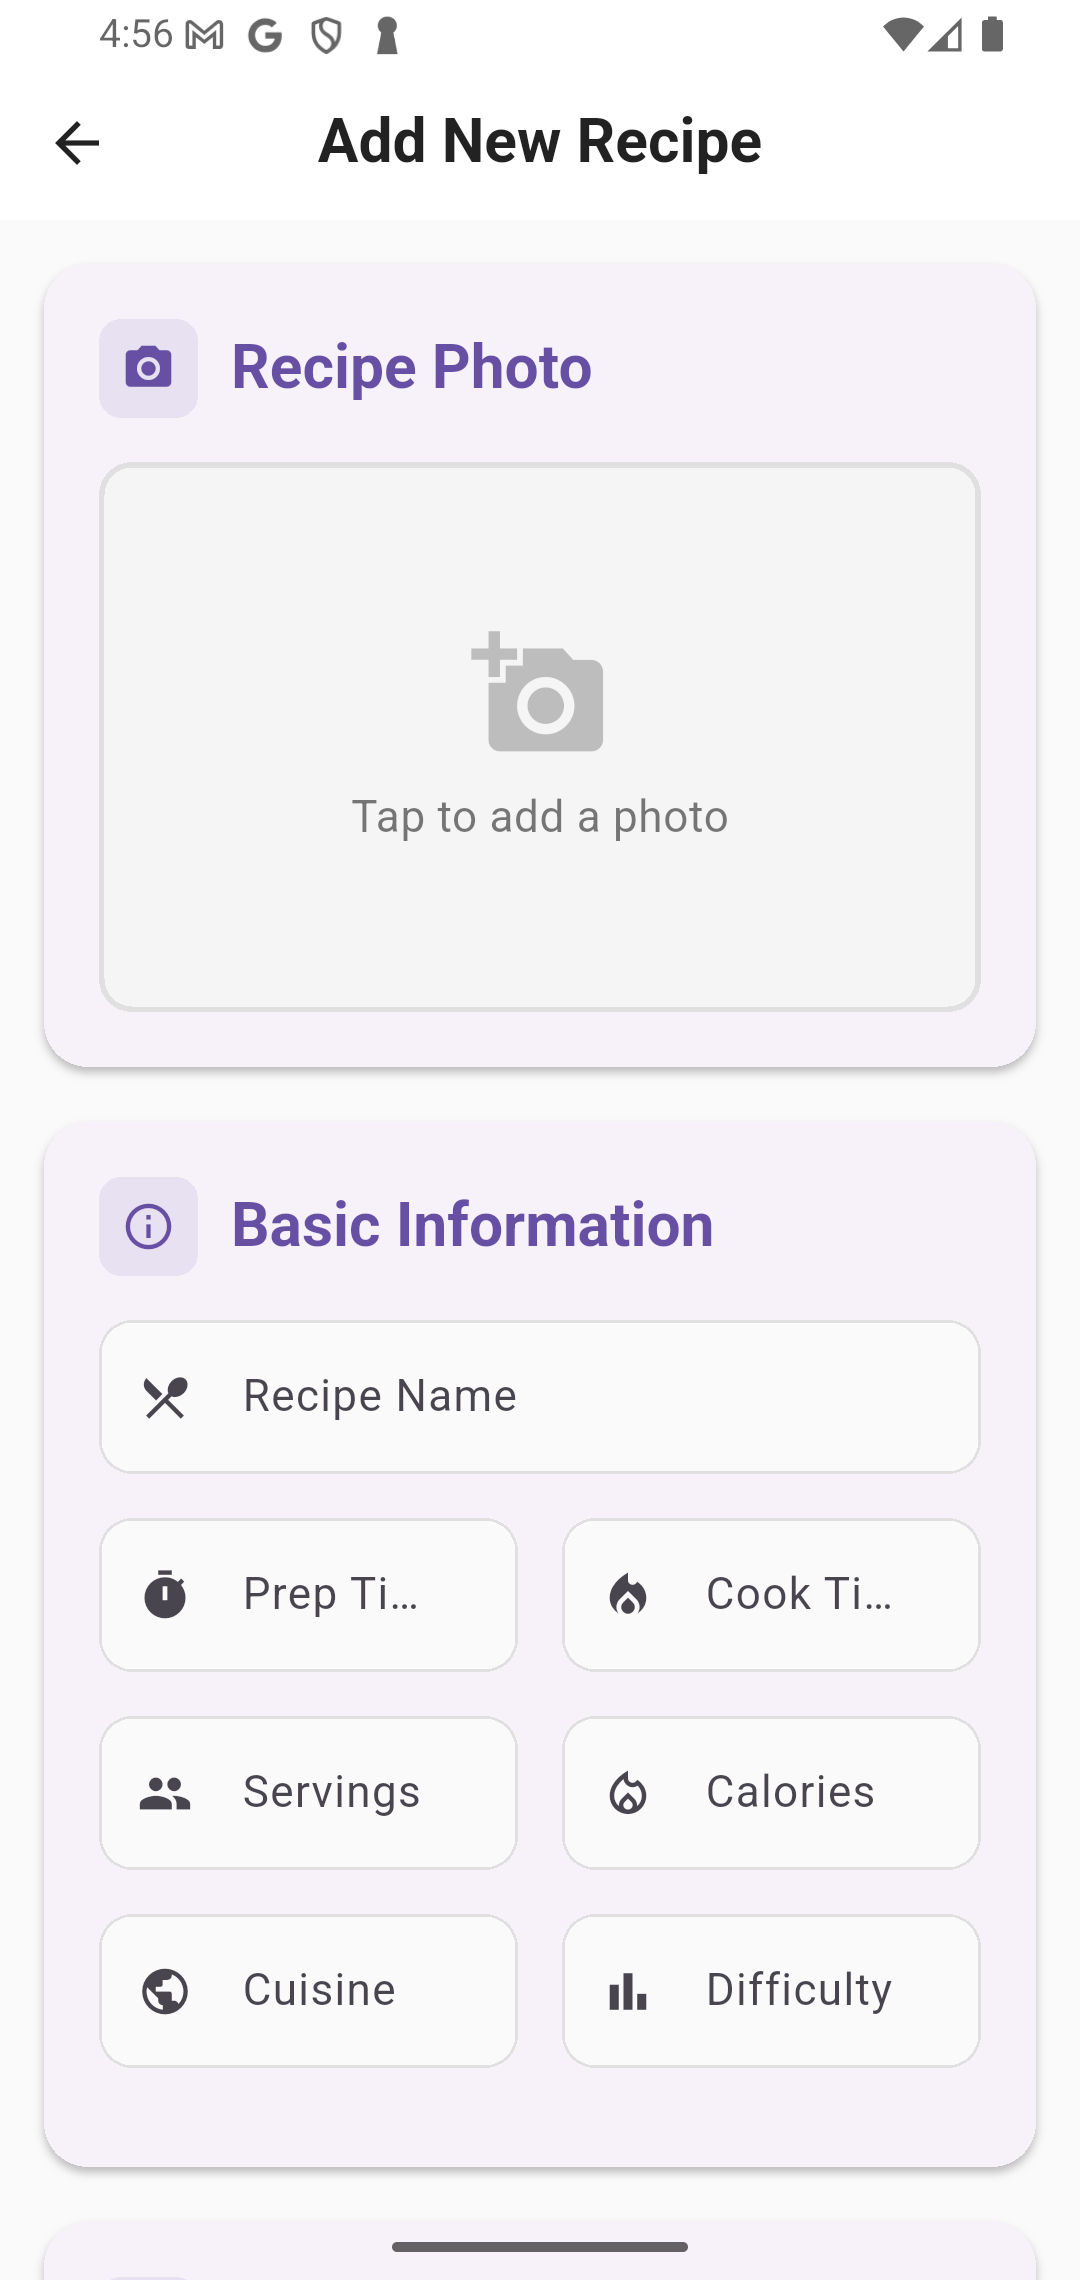 4:56
Add New Recipe
Recipe Photo
Tap to add a photo
Basic Information
Recipe Name
Prep Ti...
Cook Ti...
Servings
Calories
Cuisine
Difficulty